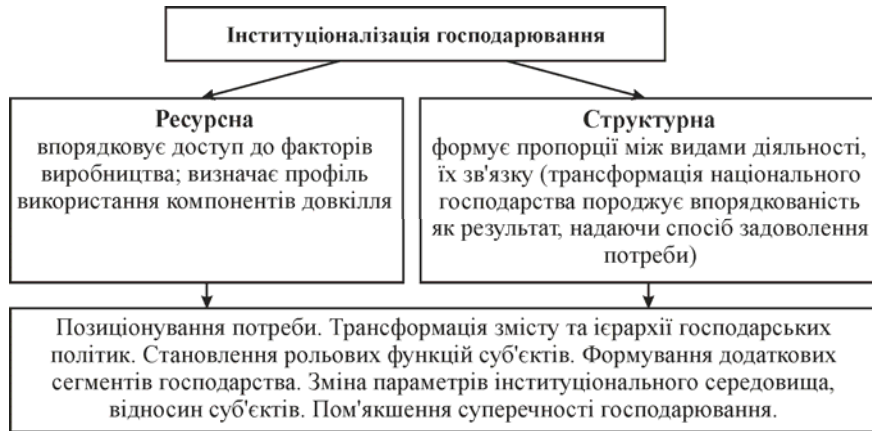 Інституціоналізація господарювання
Ресурсна
впорядковує доступ до факторів
виробництва; визначає профіль
використання компонентів довкілля
Структурна
формує пропорції між видами діяльності,
їх зв'язку (трансформація національного
господарства породжує впорядкованість
як результат, надаючи спосіб задоволення
потреби)
Позиціонування потреби. Трансформація змісту та ієрархії господарських
політик. Становлення рольових функцій суб'єктів. Формування додаткових
сегментів господарства. Зміна параметрів інституціонального середовища,
відносин суб'єктів. Пом'якшення суперечності господарювання.